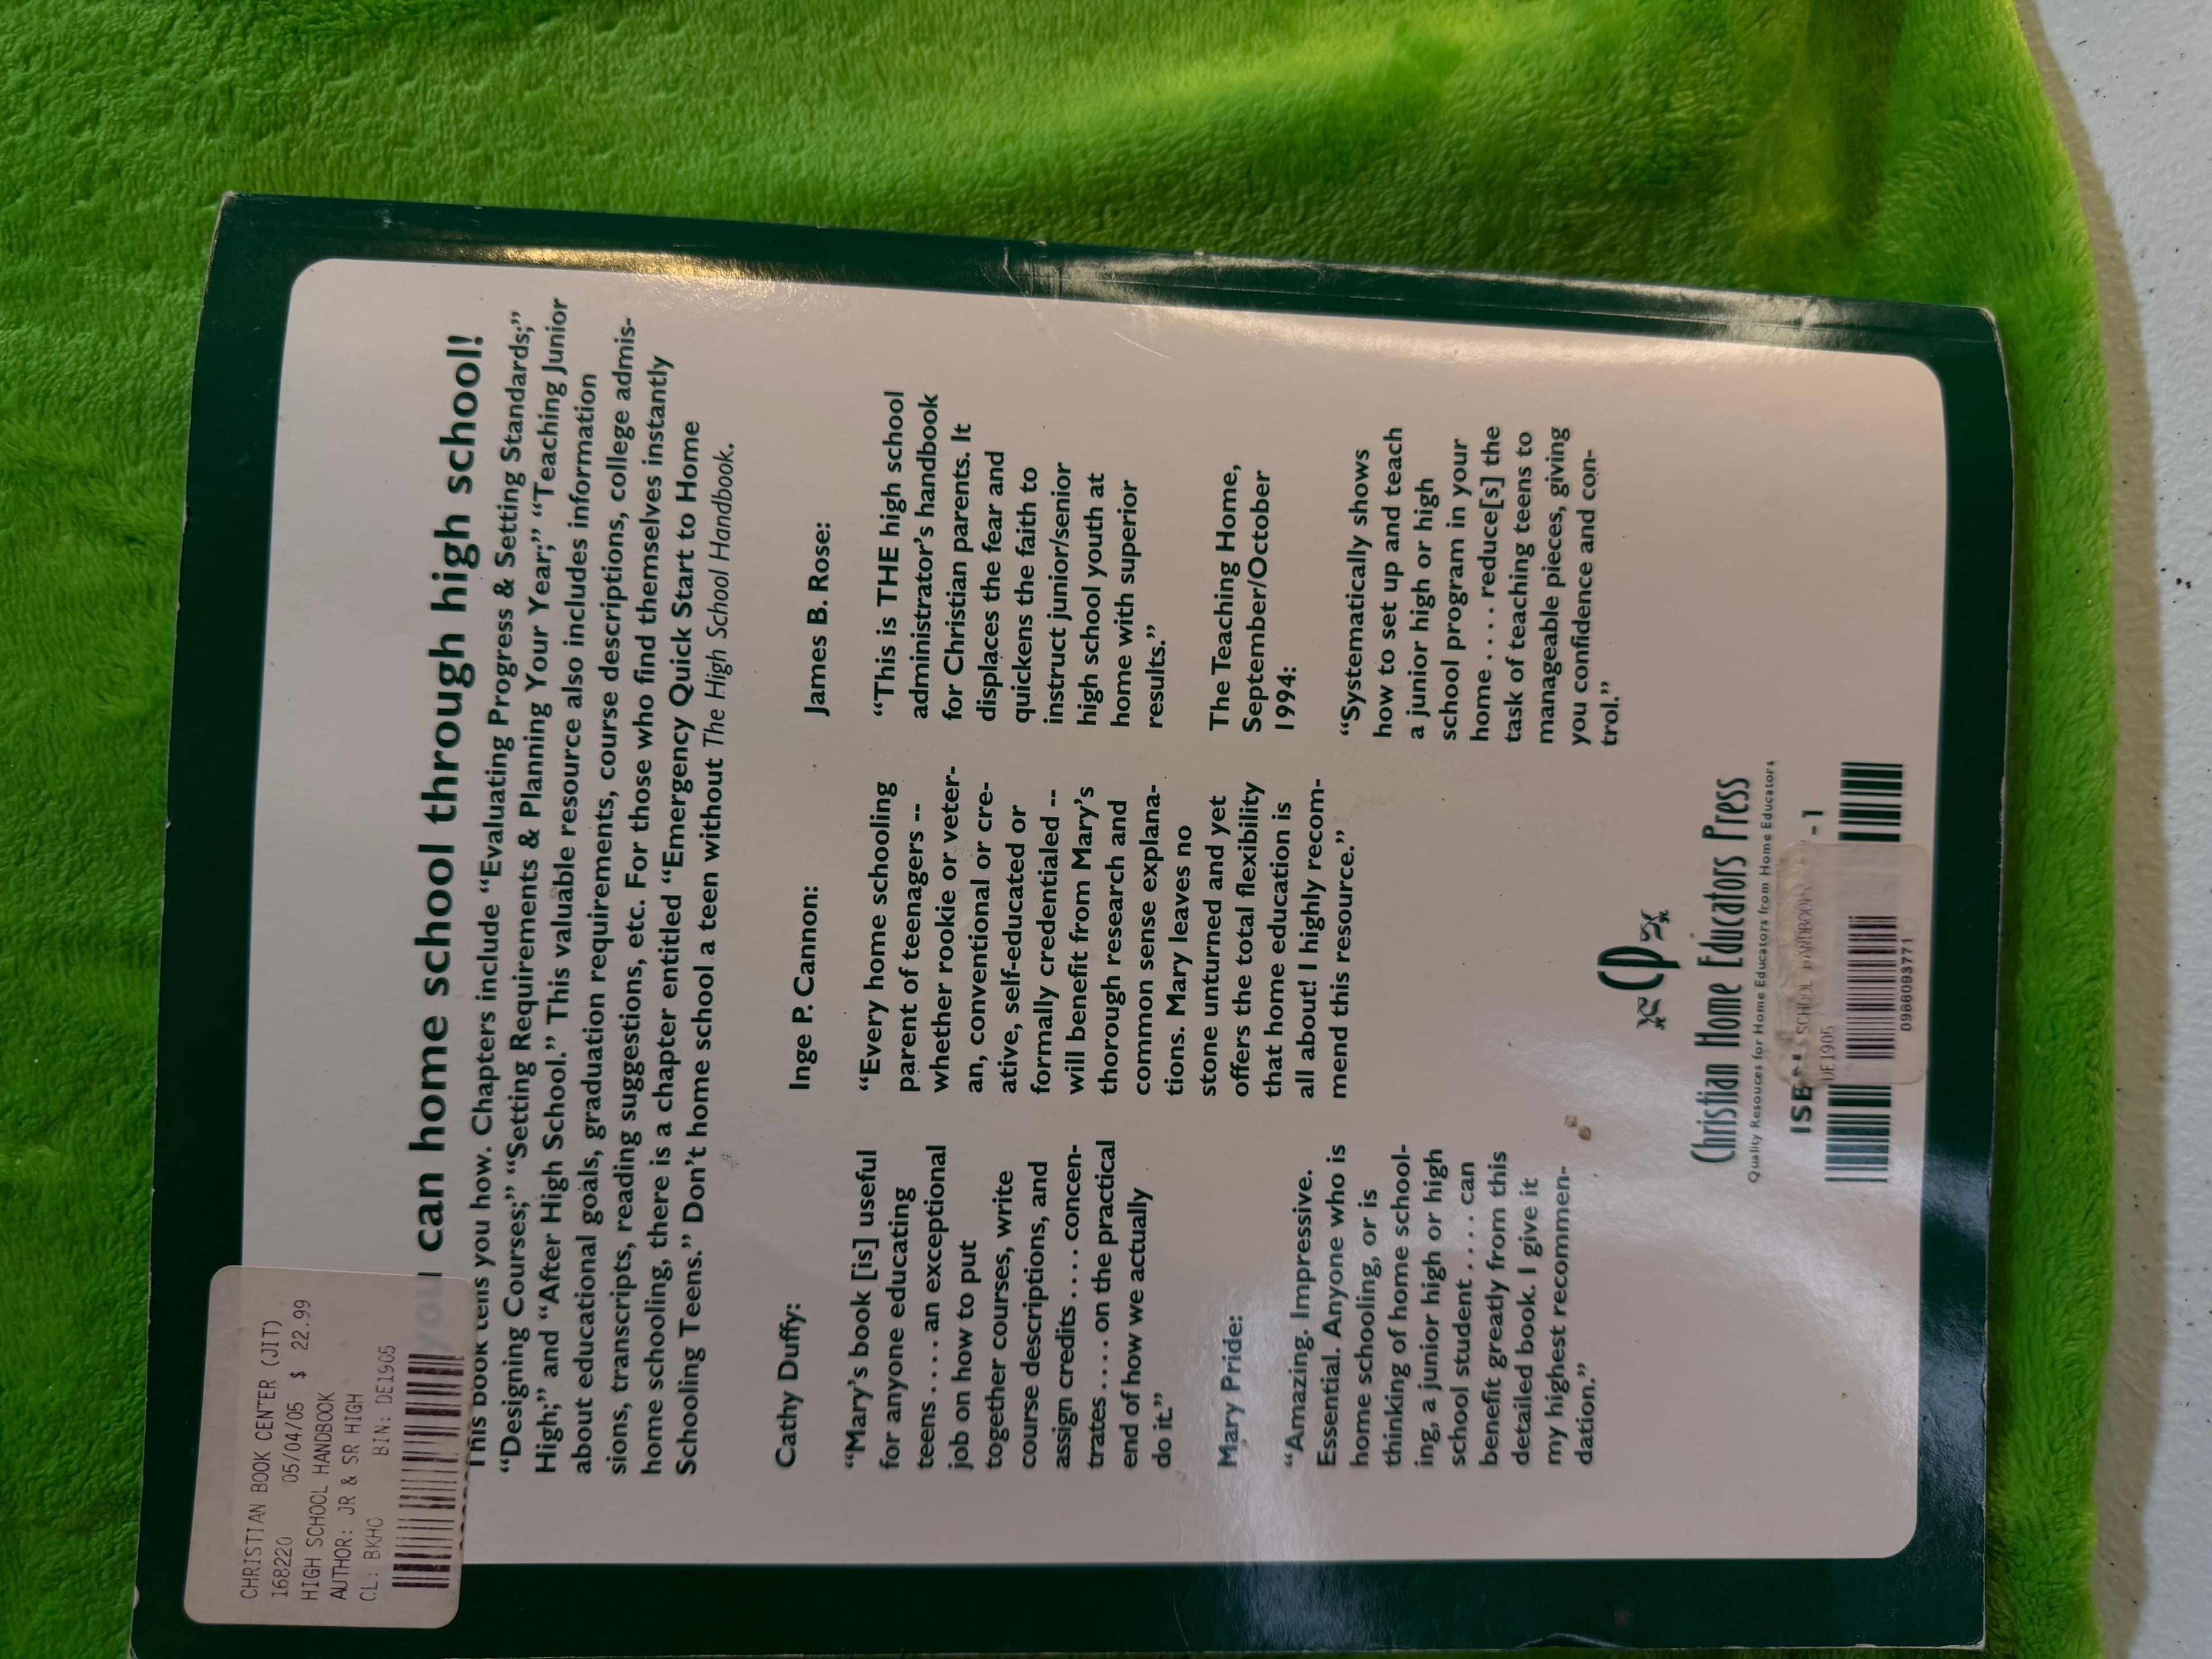 CHRISTIAN BOOK CENTER (JIT)
168220 05/04/05 $ 22.99
HIGH SCHOOL HANDBOOK
AUTHOR: JR & SR HIGH
CL: BKHO BIN: DE1905
you can home school through high school!
This book tells you how. Chapters include “Evaluating Progress & Setting Standards;”
“Designing Courses;” “Setting Requirements & Planning Your Year;” “Teaching Junior
High;” and “After High School.” This valuable resource also includes information
about educational goals, graduation requirements, course descriptions, college admis-
sions, transcripts, reading suggestions, etc. For those who find themselves instantly
home schooling, there is a chapter entitled “Emergency Quick Start to Home
Schooling Teens.” Don’t home school a teen without The High School Handbook.
Cathy Duffy:
“Mary’s book [is] useful
for anyone educating
teens . . . . an exceptional
job on how to put
together courses, write
course descriptions, and
assign credits . . . . concen-
trates . . . . on the practical
end of how we actually
do it.”
Mary Pride:
“Amazing. Impressive.
Essential. Anyone who is
home schooling, or is
thinking of home school-
ing, a junior high or high
school student . . . . can
benefit greatly from this
detailed book. I give it
my highest recommen-
dation.”
Inge P. Cannon:
“Every home schooling
parent of teenagers --
whether rookie or veter-
an, conventional or cre-
ative, self-educated or
formally credentialed --
will benefit from Mary’s
thorough research and
common sense explana-
tions. Mary leaves no
stone unturned and yet
offers the total flexibility
that home education is
all about! I highly recom-
mend this resource.”
James B. Rose:
“This is THE high school
administrator’s handbook
for Christian parents. It
displaces the fear and
quickens the faith to
instruct junior/senior
high school youth at
home with superior
results.”
The Teaching Home,
September/October
1994:
“Systematically shows
how to set up and teach
a junior high or high
school program in your
home . . . . reduce[s] the
task of teaching teens to
manageable pieces, giving
you confidence and con-
trol.”
CP
Christian Home Educators Press
Quality Resouces for Home Educators from Home Educators
ISB -1
SCHOOL HANDBOOK
DE1905
0966093771